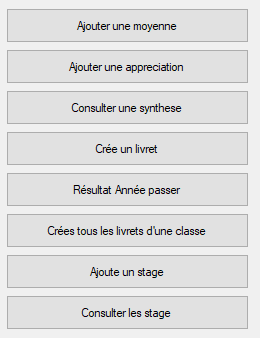 Ajouter une moyenne
Ajouter une appreciation
Consulter une synthese
Crée un livret
Résultat Année passer
Crées tous les livrets d'une classe
Ajoute un stage
Consulter les stage